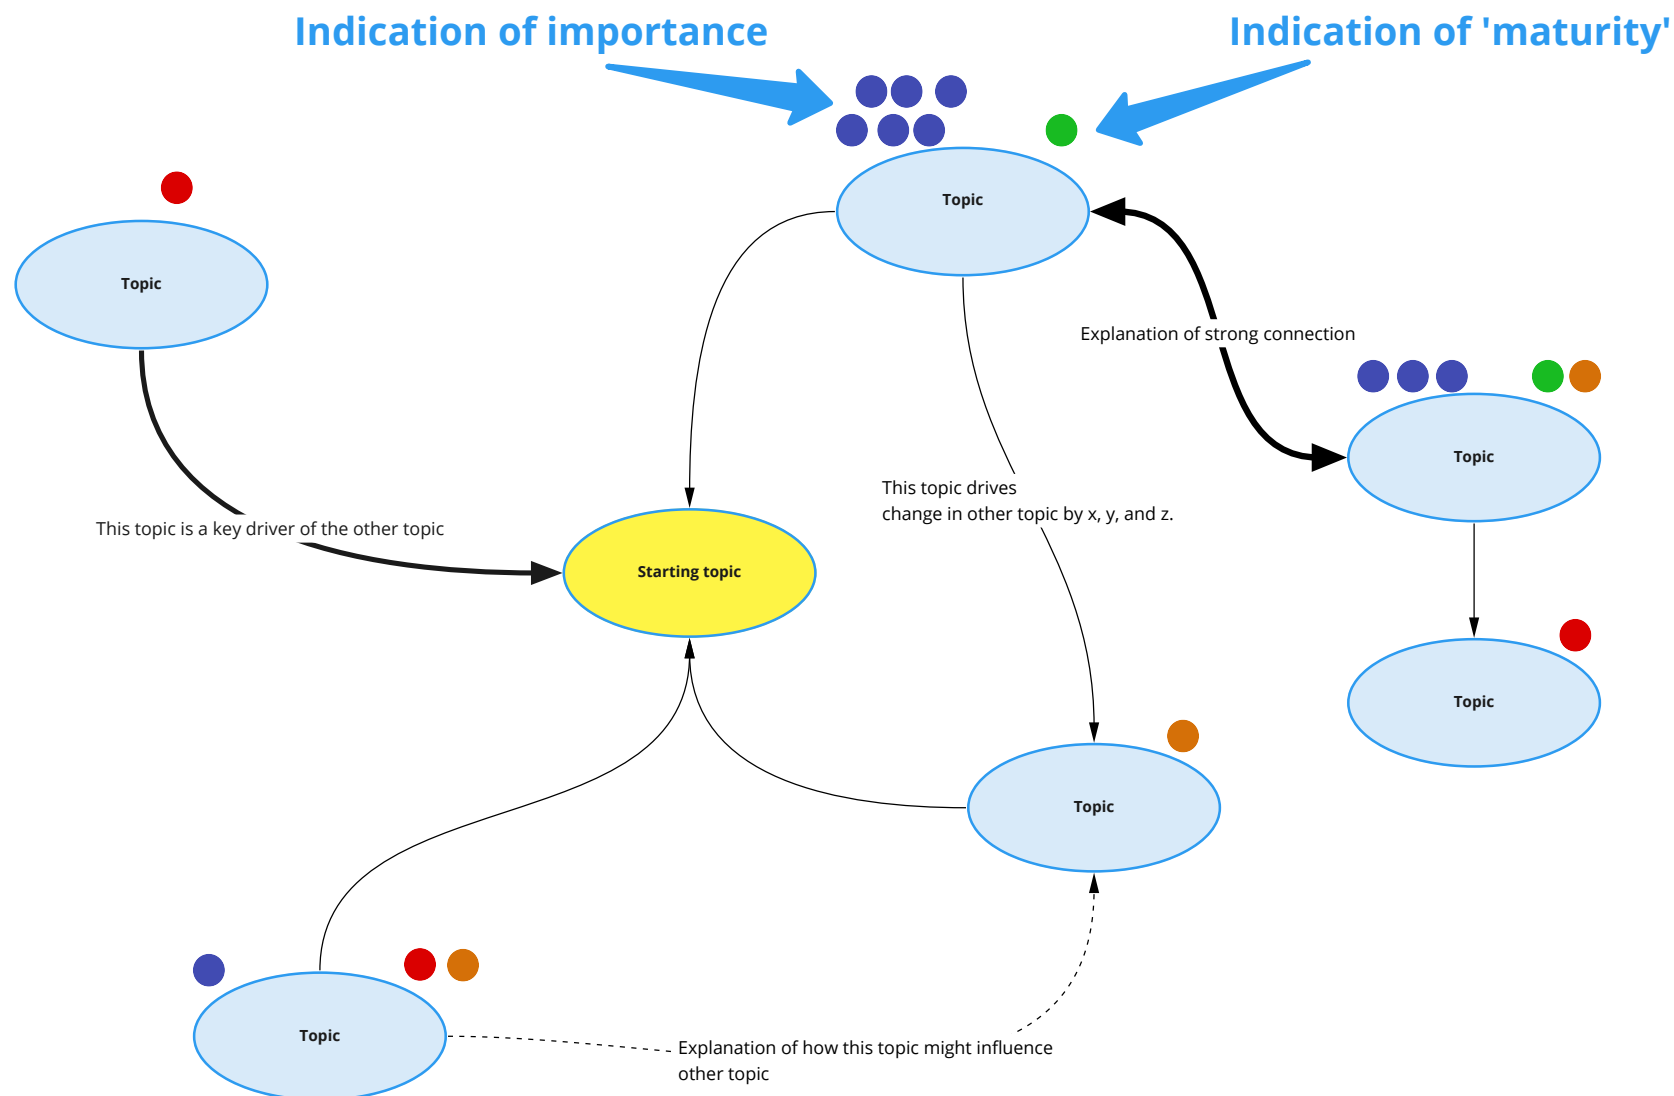 Indication of importance
Indication of 'maturity'
Topic
Topic
Explanation of strong connection
Topic
This topic drives
change in other topic by x, y, and z.
This topic is a key driver of the other topic
Starting topic
Topic
Topic
Topic
Explanation of how this topic might influence
other topic